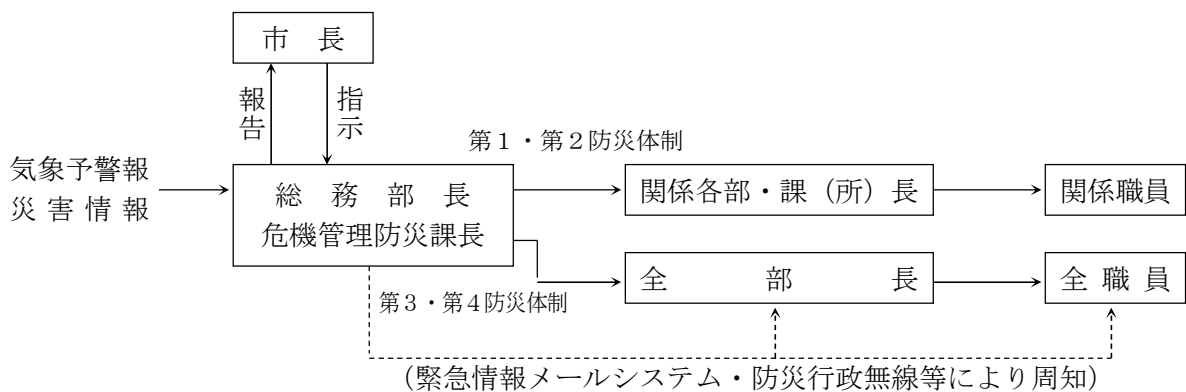 市　長
報告
指示
第１・第２防災体制
気象予警報
災害情報
総　務　部　長
危機管理防災課長
関係各部・課（所）長
関係職員
全　　部　　長
全 職 員
第３・第４防災体制
（緊急情報メールシステム・防災行政無線等により周知）